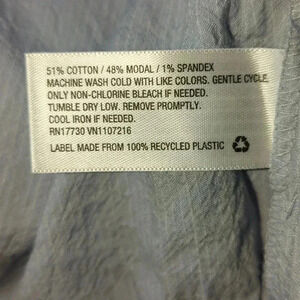 51% COTTON / 48% MODAL / 1% SPANDEX
MACHINE WASH COLD WITH LIKE COLORS. GENTLE CYCLE.
ONLY NON-CHLORINE BLEACH IF NEEDED.
TUMBLE DRY LOW. REMOVE PROMPTLY.
COOL IRON IF NEEDED.
RN17730 VN1107216
LABEL MADE FROM 100% RECYCLED PLASTIC